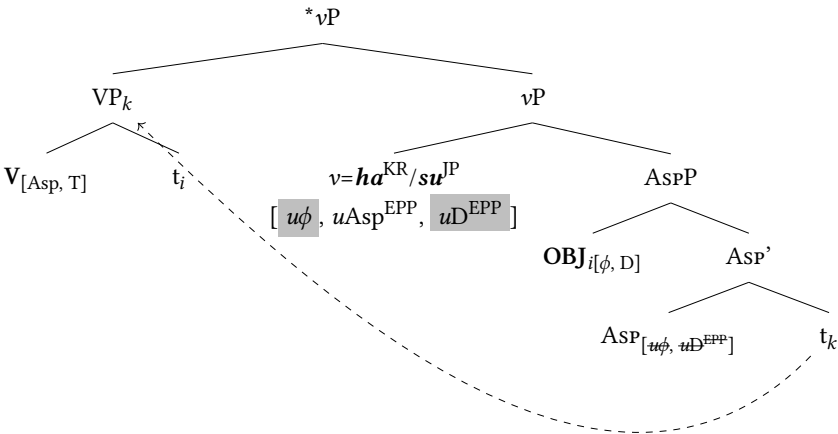 *vP
VPk vP
V[Asp, T] ti v=haKR/suJP AspP
[ uϕ , uAspEPP, uDEPP ] OBJi[ϕ, D] Asp’
Asp[uϕ, uDEPP] tk